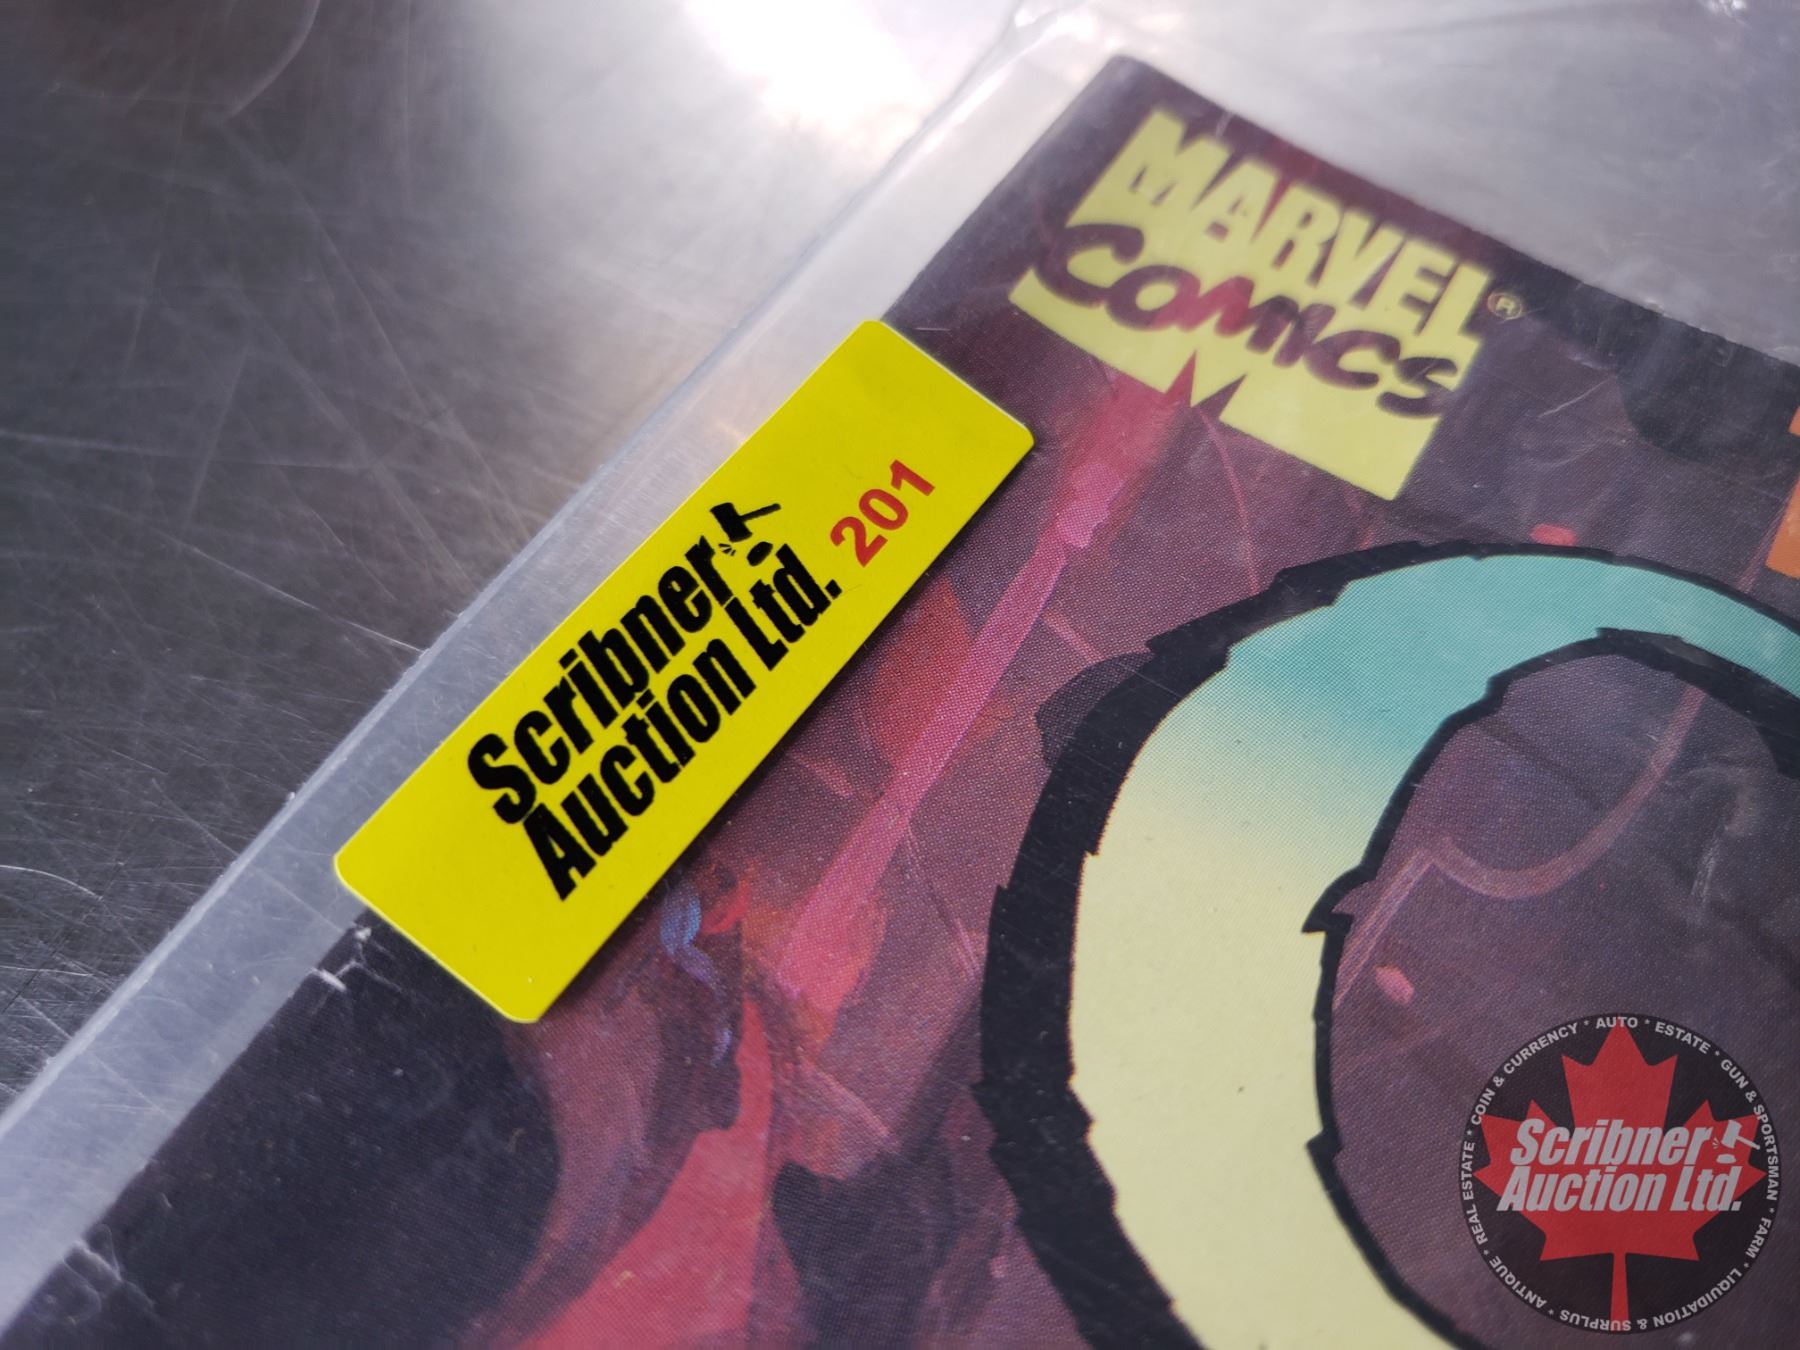 MARVEL®
COMICS
Scribner
Auction Ltd.
201
COIN & CURRENCY * AUTO * ESTATE * GUN & SPORTSMAN * FARM * LIQUIDATION & SURPLUS * ANTIQUE * REAL ESTATE *
Scribner
Auction Ltd.